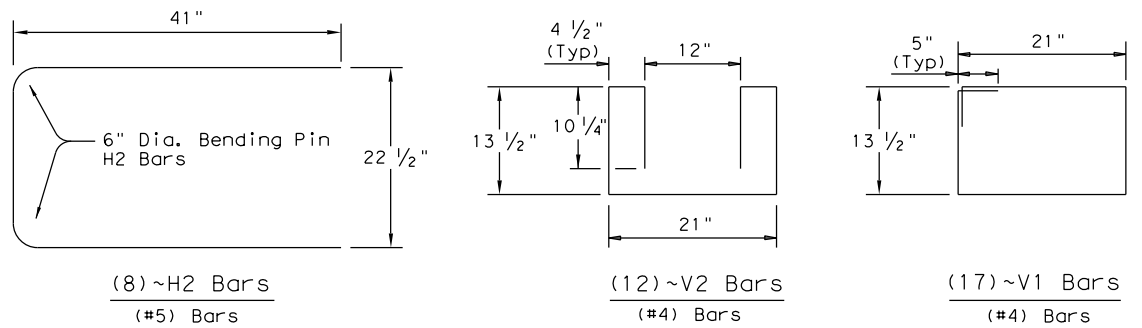 41"
6" Dia. Bending Pin
H2 Bars
22 ½"
(8)~H2 Bars
(#5) Bars
4 ½"
(Typ)
12"
13 ½"
10 ¼"
21"
(12)~V2 Bars
(#4) Bars
5"
(Typ)
21"
13 ½"
(17)~V1 Bars
(#4) Bars